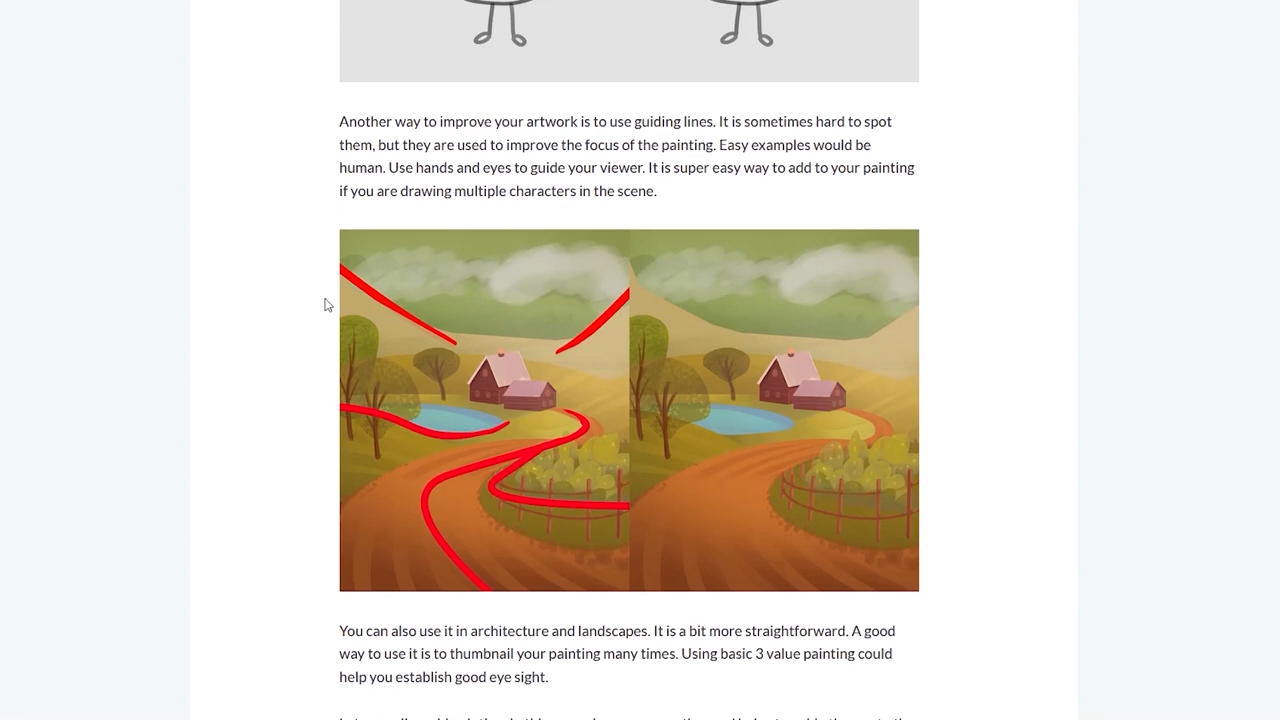 Another way to improve your artwork is to use guiding lines. It is sometimes hard to spot
them, but they are used to improve the focus of the painting. Easy examples would be
human. Use hands and eyes to guide your viewer. It is super easy way to add to your painting
if you are drawing multiple characters in the scene.
You can also use it in architecture and landscapes. It is a bit more straightforward. A good
way to use it is to thumbnail your painting many times. Using basic 3 value painting could
help you establish good eye sight.